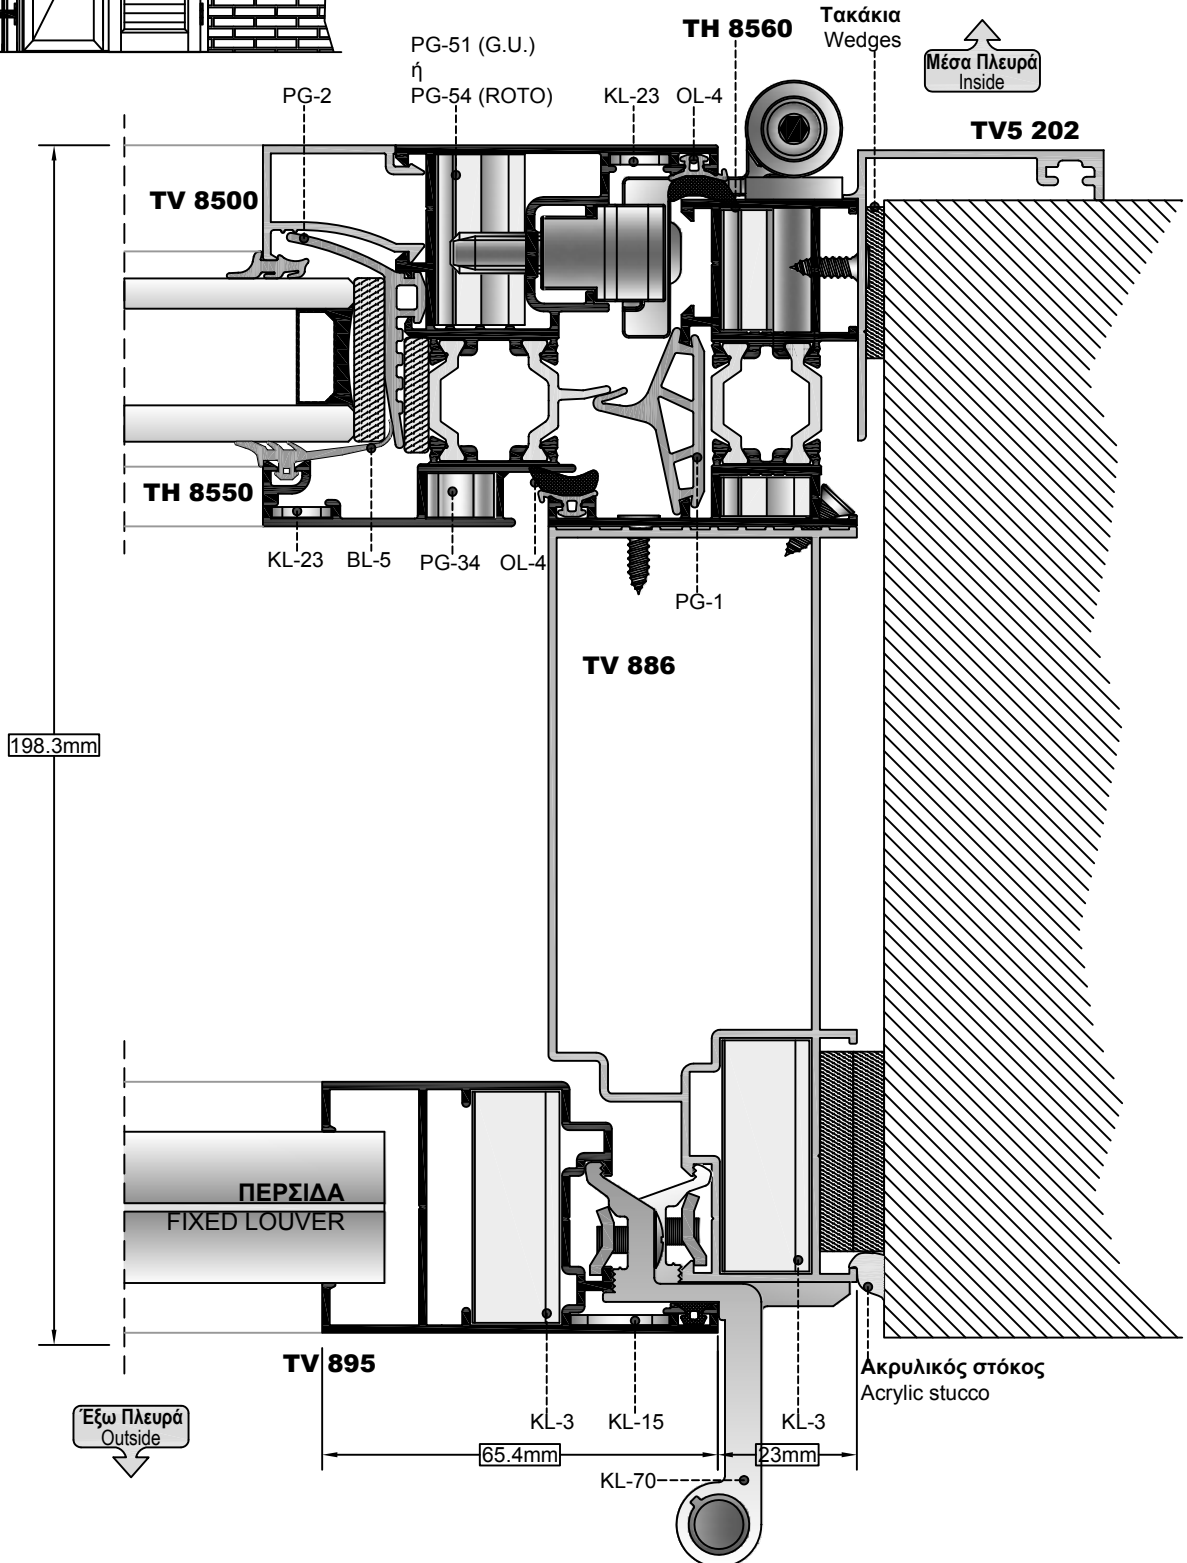 PG-51 (G.U.)
ή
PG-54 (ROTO)
TH 8560
Τακάκια
Wedges
Μέσα Πλευρά
Inside
PG-2
KL-23
OL-4
TV5 202
TV 8500
TH 8550
KL-23
BL-5
PG-34
OL-4
PG-1
TV 886
198.3mm
ΠΕΡΣΙΔΑ
FIXED LOUVER
TV 895
Ακρυλικός στόκος
Acrylic stucco
Έξω Πλευρά
Outside
KL-3
KL-15
KL-3
65.4mm
23mm
KL-70